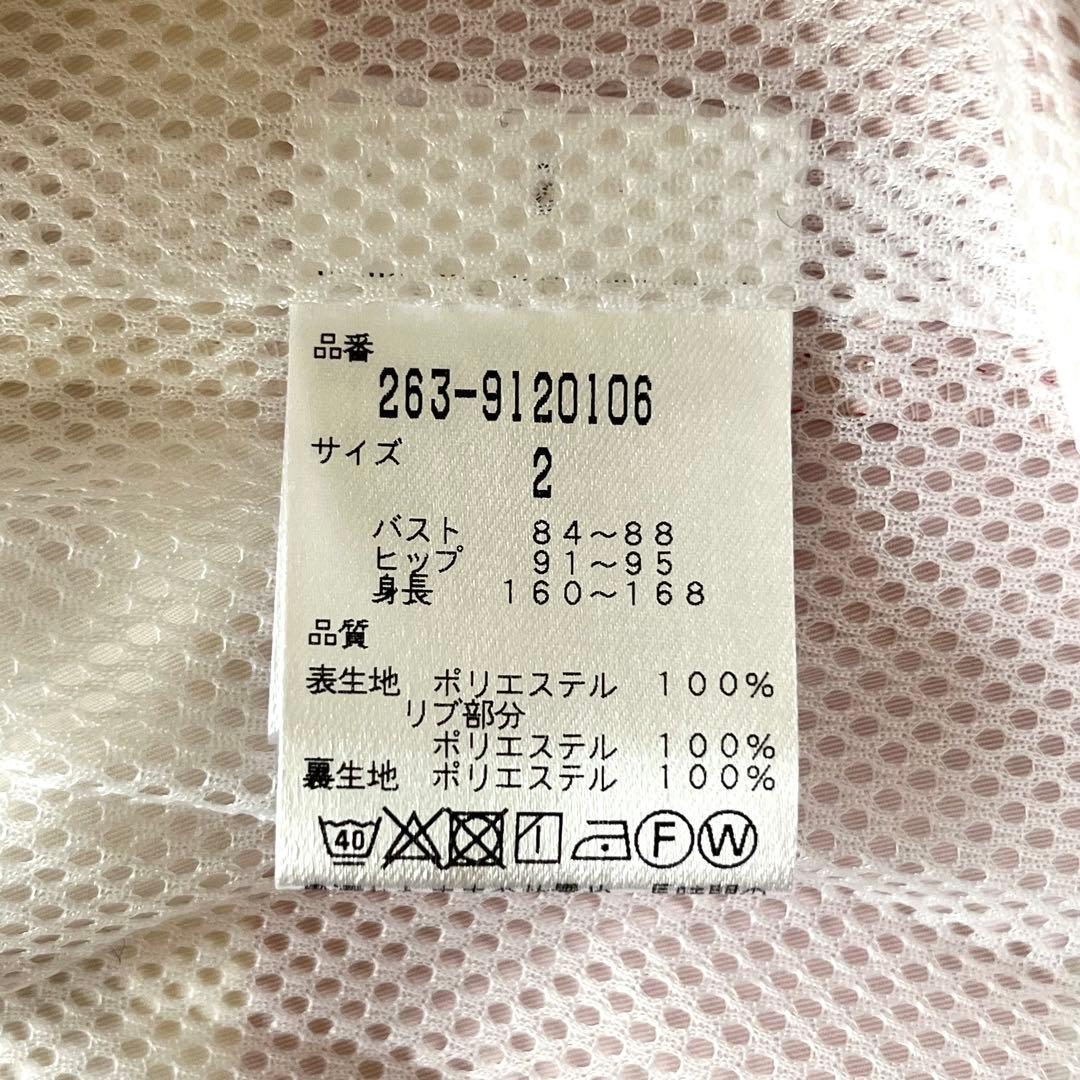 品番
263-9120106
サイズ
2
バスト 84～88
ヒップ 91～95
身長 160～168
品質
表生地 ポリエステル 100%
リブ部分
ポリエステル 100%
裏生地 ポリエステル 100%
40 F W